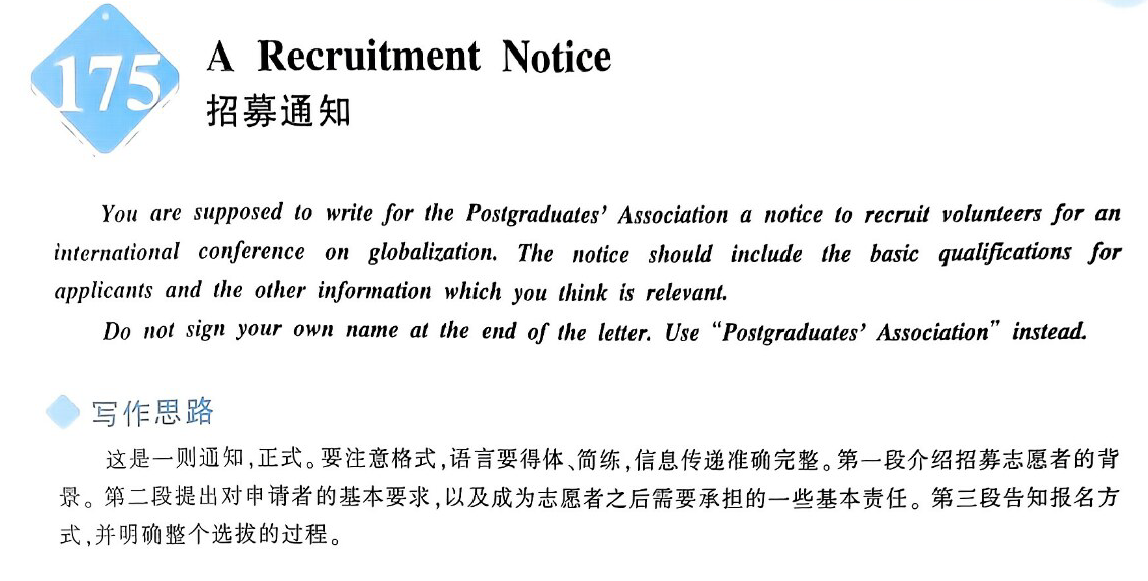 175
A Recruitment Notice
招募通知
You are supposed to write for the Postgraduates' Association a notice to recruit volunteers for an
international conference on globalization. The notice should include the basic qualifications for
applicants and the other information which you think is relevant.
Do not sign your own name at the end of the letter. Use “Postgraduates' Association” instead.
写作思路
这是一则通知,正式。要注意格式,语言要得体、简练,信息传递准确完整。第一段介绍招募志愿者的背
景。第二段提出对申请者的基本要求,以及成为志愿者之后需要承担的一些基本责任。第三段告知报名方
式,并明确整个选拔的过程。